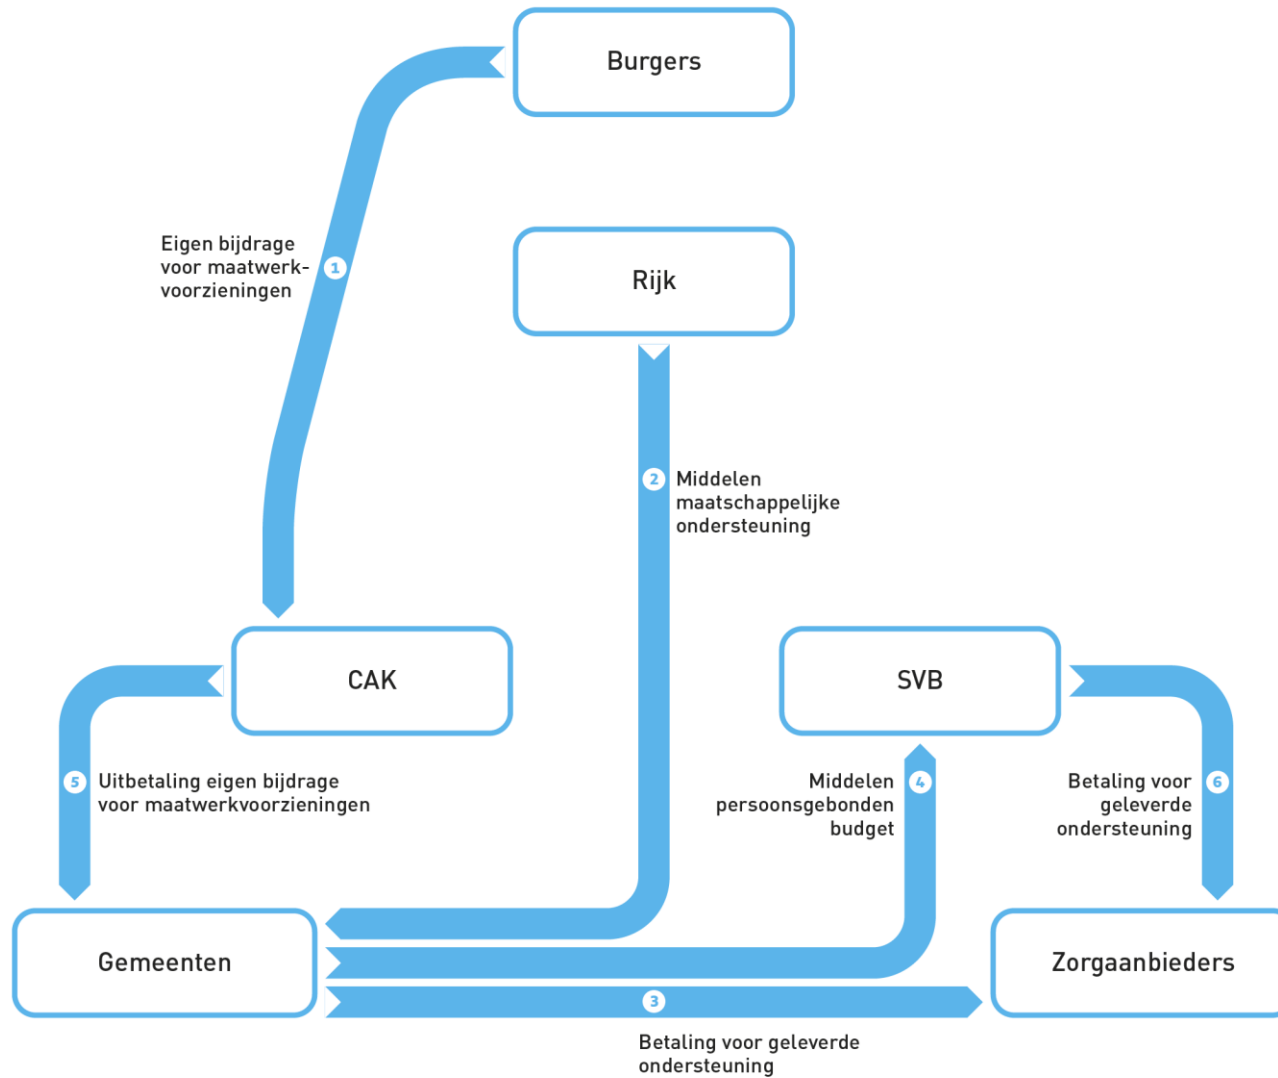 Burgers
Eigen bijdrage
voor maatwerk-
voorzieningen
1
Rijk
2
Middelen
maatschappelijke
ondersteuning
CAK
SVB
5
Uitbetaling eigen bijdrage
voor maatwerkvoorzieningen
Middelen
persoonsgebonden
budget
4
Betaling voor
geleverde
ondersteuning
6
Gemeenten
Zorgaanbieders
3
Betaling voor geleverde
ondersteuning